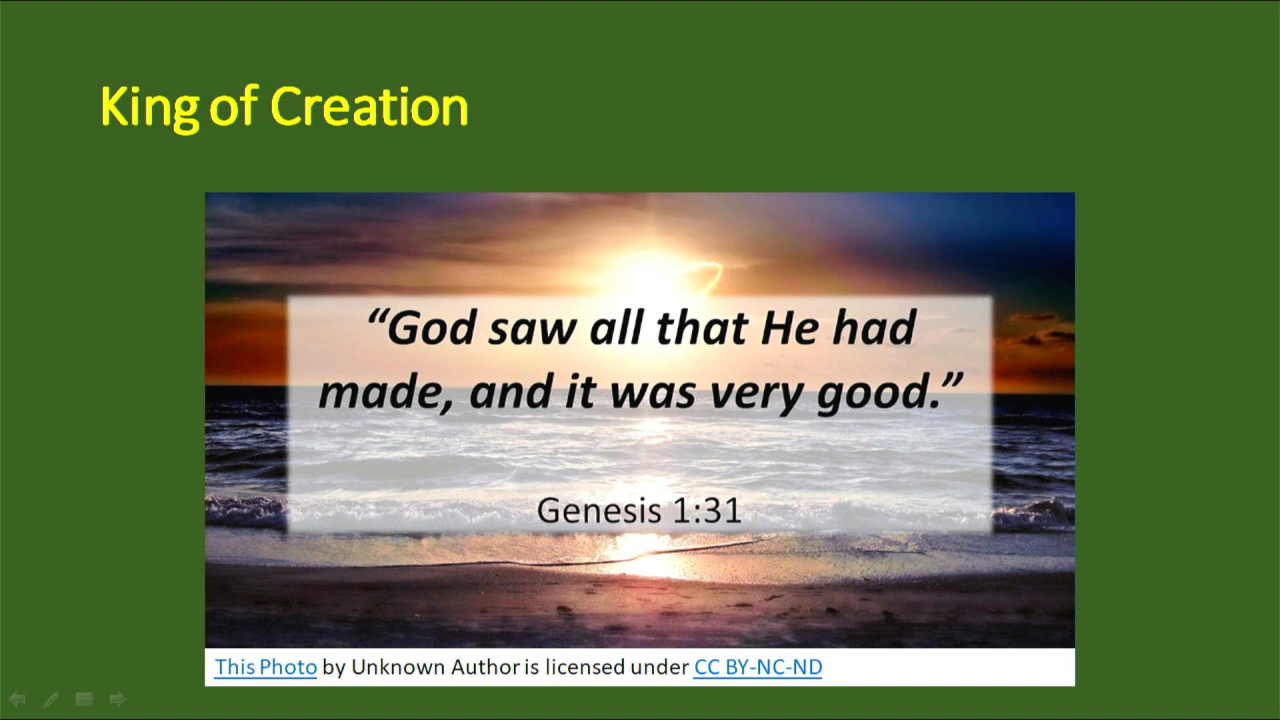 King of Creation
“God saw all that He had
made, and it was very good.”
Genesis 1:31
This Photo by Unknown Author is licensed under CC BY-NC-ND